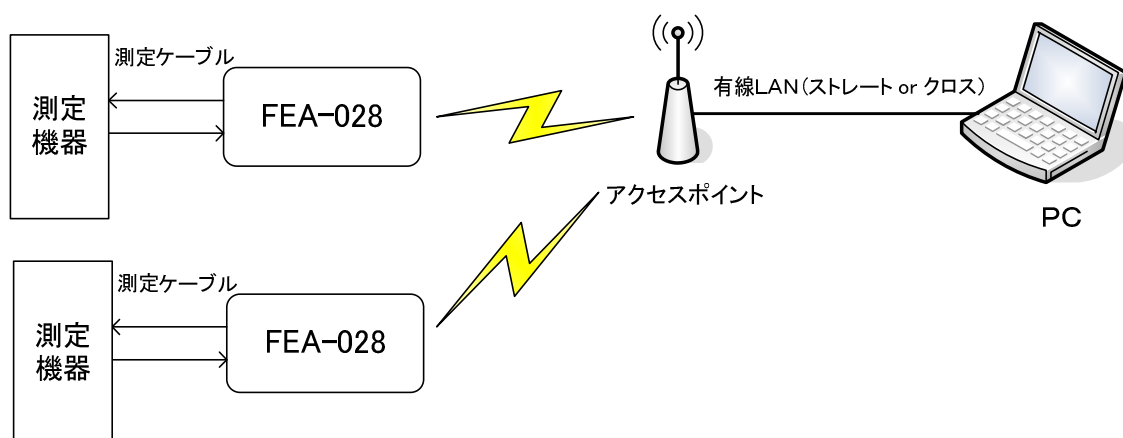 測定ケーブル
測定
機器
FEA-028
有線LAN(ストレート or クロス)
アクセスポイント
PC
測定ケーブル
測定
機器
FEA-028